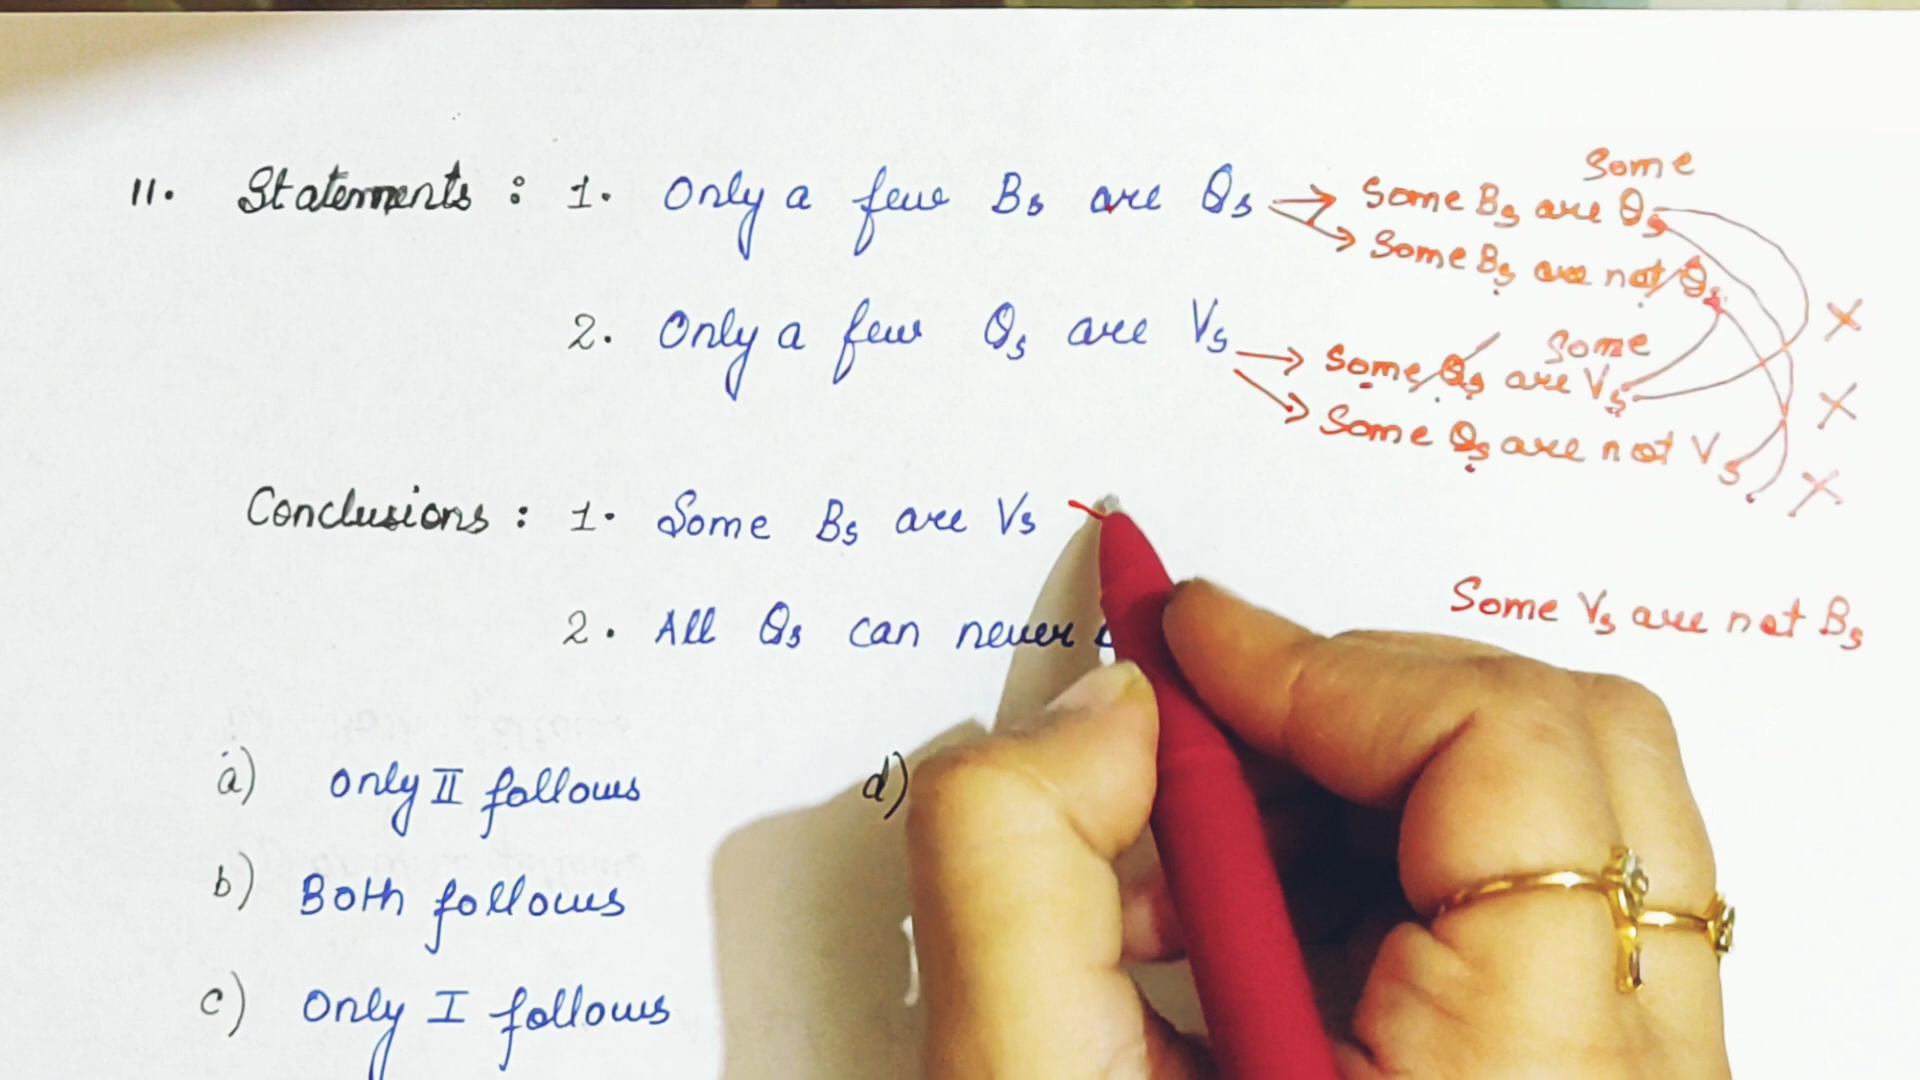 11. Statements : 1. Only a few Bs are Qs
Some
Some Bs are Qs
Some Bs are not Qs
2. Only a few Qs are Vs
Some
Some Qs are Vs
Some Qs are not Vs
Conclusions : 1. Some Bs are Vs
Some Vs are not Bs
2. All Qs can never
a) Only II follows
d)
b) Both follows
c) Only I follows